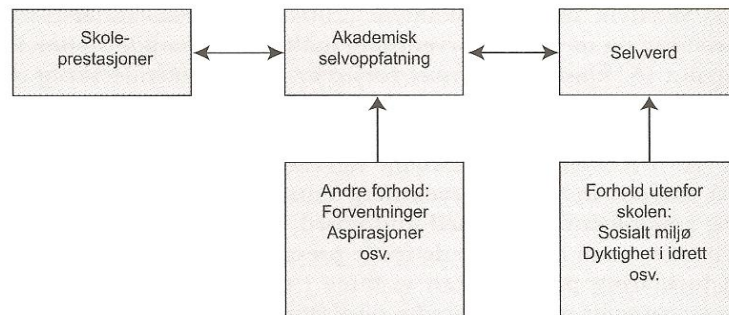 Skole-
prestasjoner
Akademisk
selvoppfatning
Selvverd
Andre forhold:
Forventninger
Aspirasjoner
osv.
Forhold utenfor
skolen:
Sosialt miljø
Dyktighet i idrett
osv.